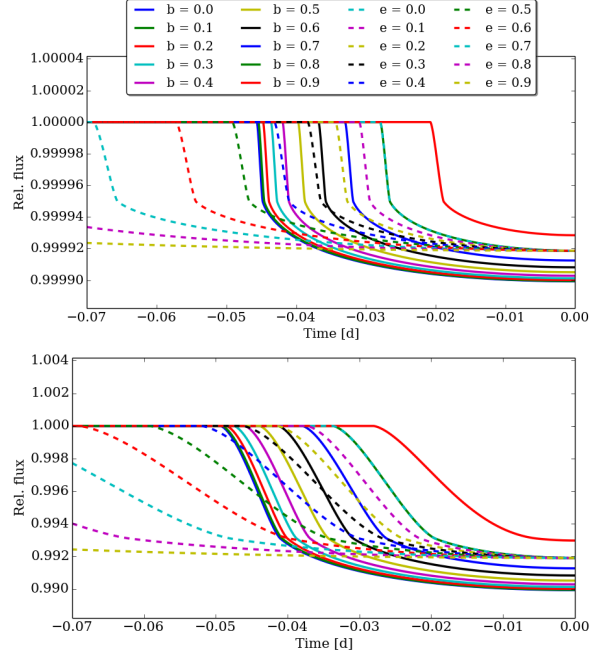 b = 0.0 b = 0.5 e = 0.0 e = 0.5
b = 0.1 b = 0.6 e = 0.1 e = 0.6
b = 0.2 b = 0.7 e = 0.2 e = 0.7
b = 0.3 b = 0.8 e = 0.3 e = 0.8
b = 0.4 b = 0.9 e = 0.4 e = 0.9
1.00004
1.00002
1.00000
0.99998
0.99996
0.99994
0.99992
0.99990
Rel. flux
−0.07 −0.06 −0.05 −0.04 −0.03 −0.02 −0.01 0.00
Time [d]
1.004
1.002
1.000
0.998
0.996
0.994
0.992
0.990
Rel. flux
−0.07 −0.06 −0.05 −0.04 −0.03 −0.02 −0.01 0.00
Time [d]